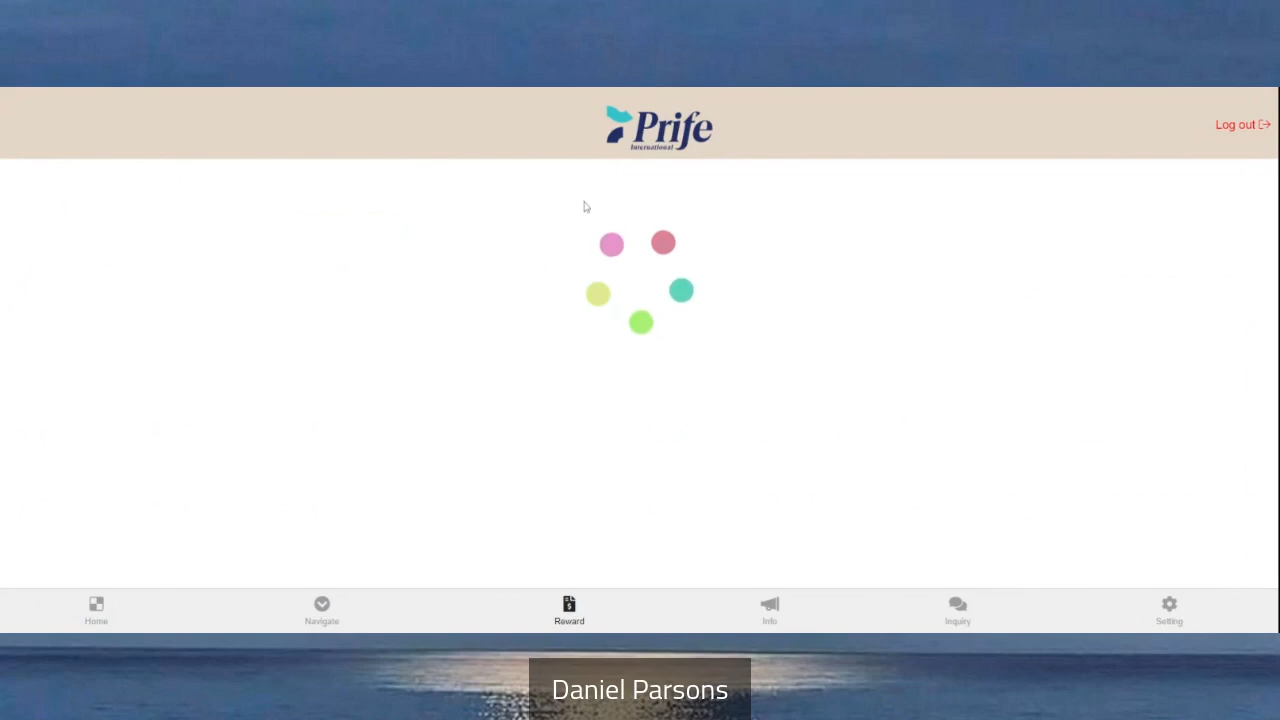 Prife
International
Log out
Home
Navigate
Reward
Info
Inquiry
Setting
Daniel Parsons